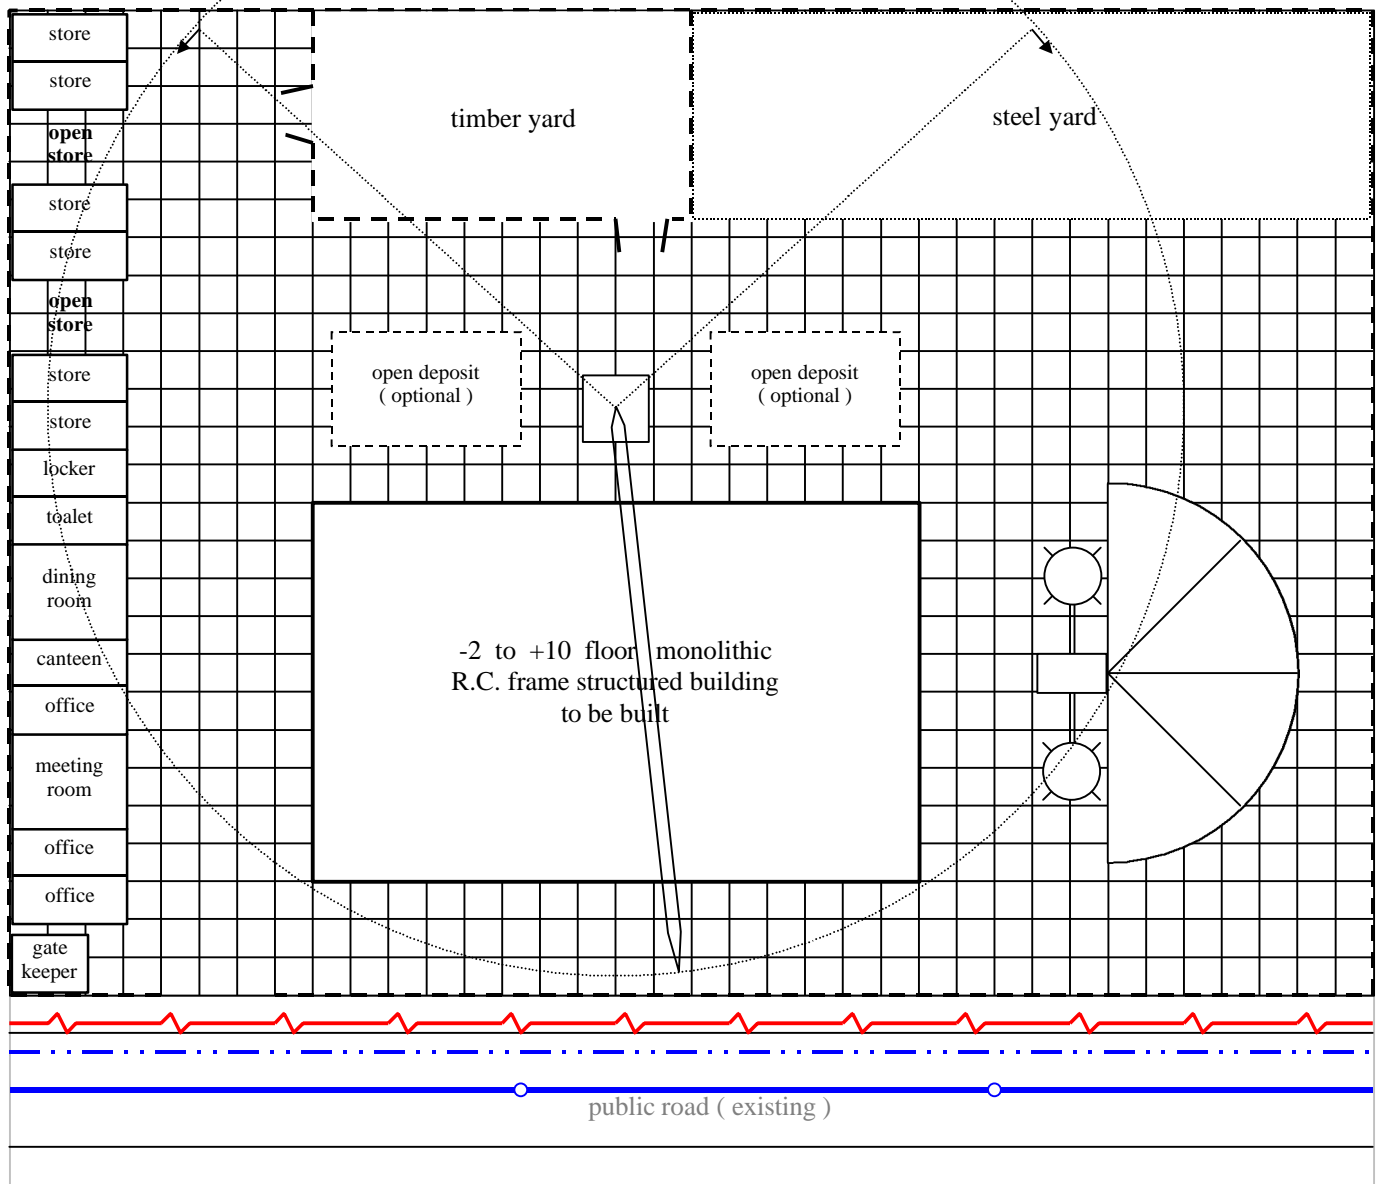 store
store
open
store
store
store
open
store
store
store
locker
toalet
dining
room
canteen
office
meeting
room
office
office
gate
keeper
timber yard
steel yard
open deposit
( optional )
open deposit
( optional )
-2 to +10 floor monolithic
R.C. frame structured building
to be built
public road ( existing )